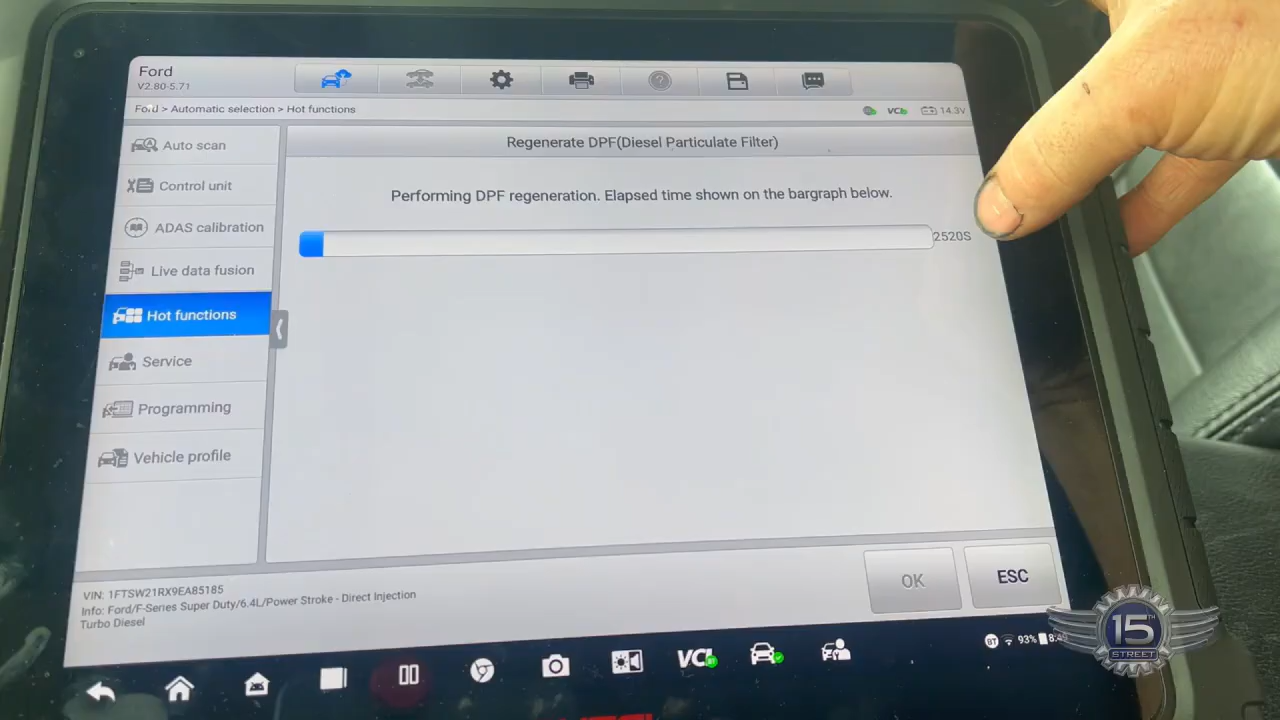 Ford
V2.80-5.71
Ford > Automatic selection > Hot functions
VCI
14.3V
Auto scan
Control unit
ADAS calibration
Live data fusion
Hot functions
Service
Programming
Vehicle profile
Regenerate DPF(Diesel Particulate Filter)
Performing DPF regeneration. Elapsed time shown on the bargraph below.
2520S
VIN: 1FTSW21RX9EA85185
Info: Ford/F-Series Super Duty/6.4L/Power Stroke - Direct Injection
Turbo Diesel
OK
ESC
VCI
BT
BT
93%
15TH
STREET